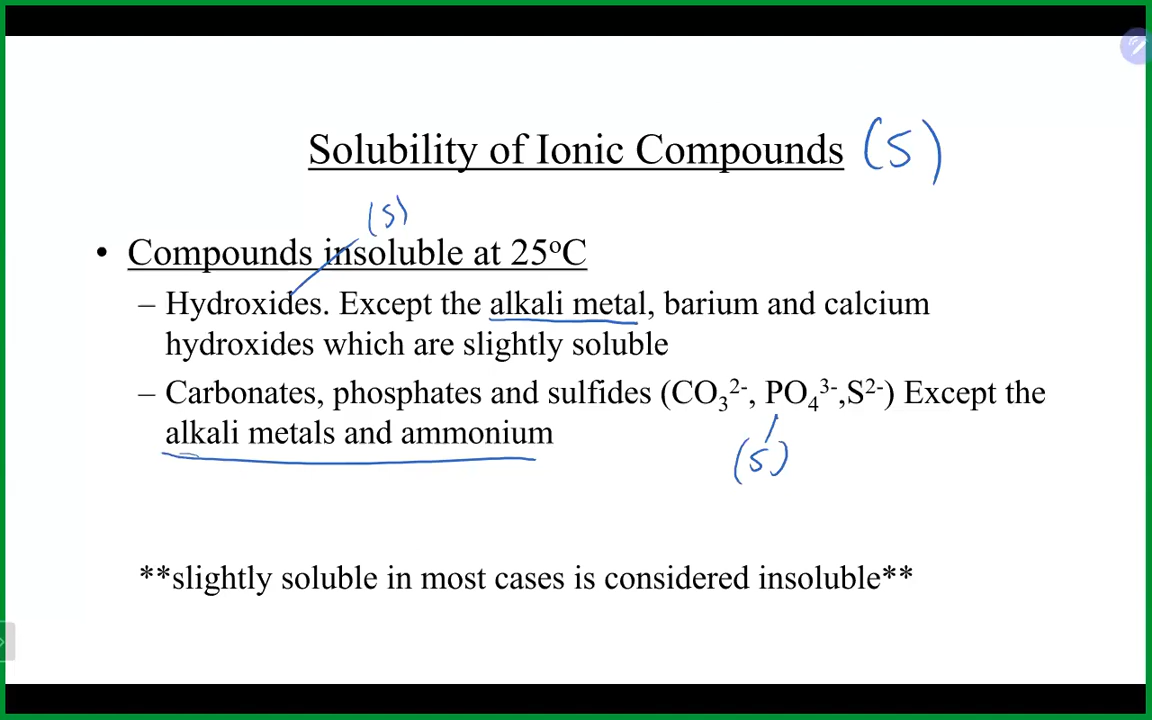 Solubility of Ionic Compounds (s)
(s)
• Compounds insoluble at 25°C
– Hydroxides. Except the alkali metal, barium and calcium
hydroxides which are slightly soluble
– Carbonates, phosphates and sulfides (CO₃²⁻, PO₄³⁻,S²⁻) Except the
alkali metals and ammonium
(s)
**slightly soluble in most cases is considered insoluble**